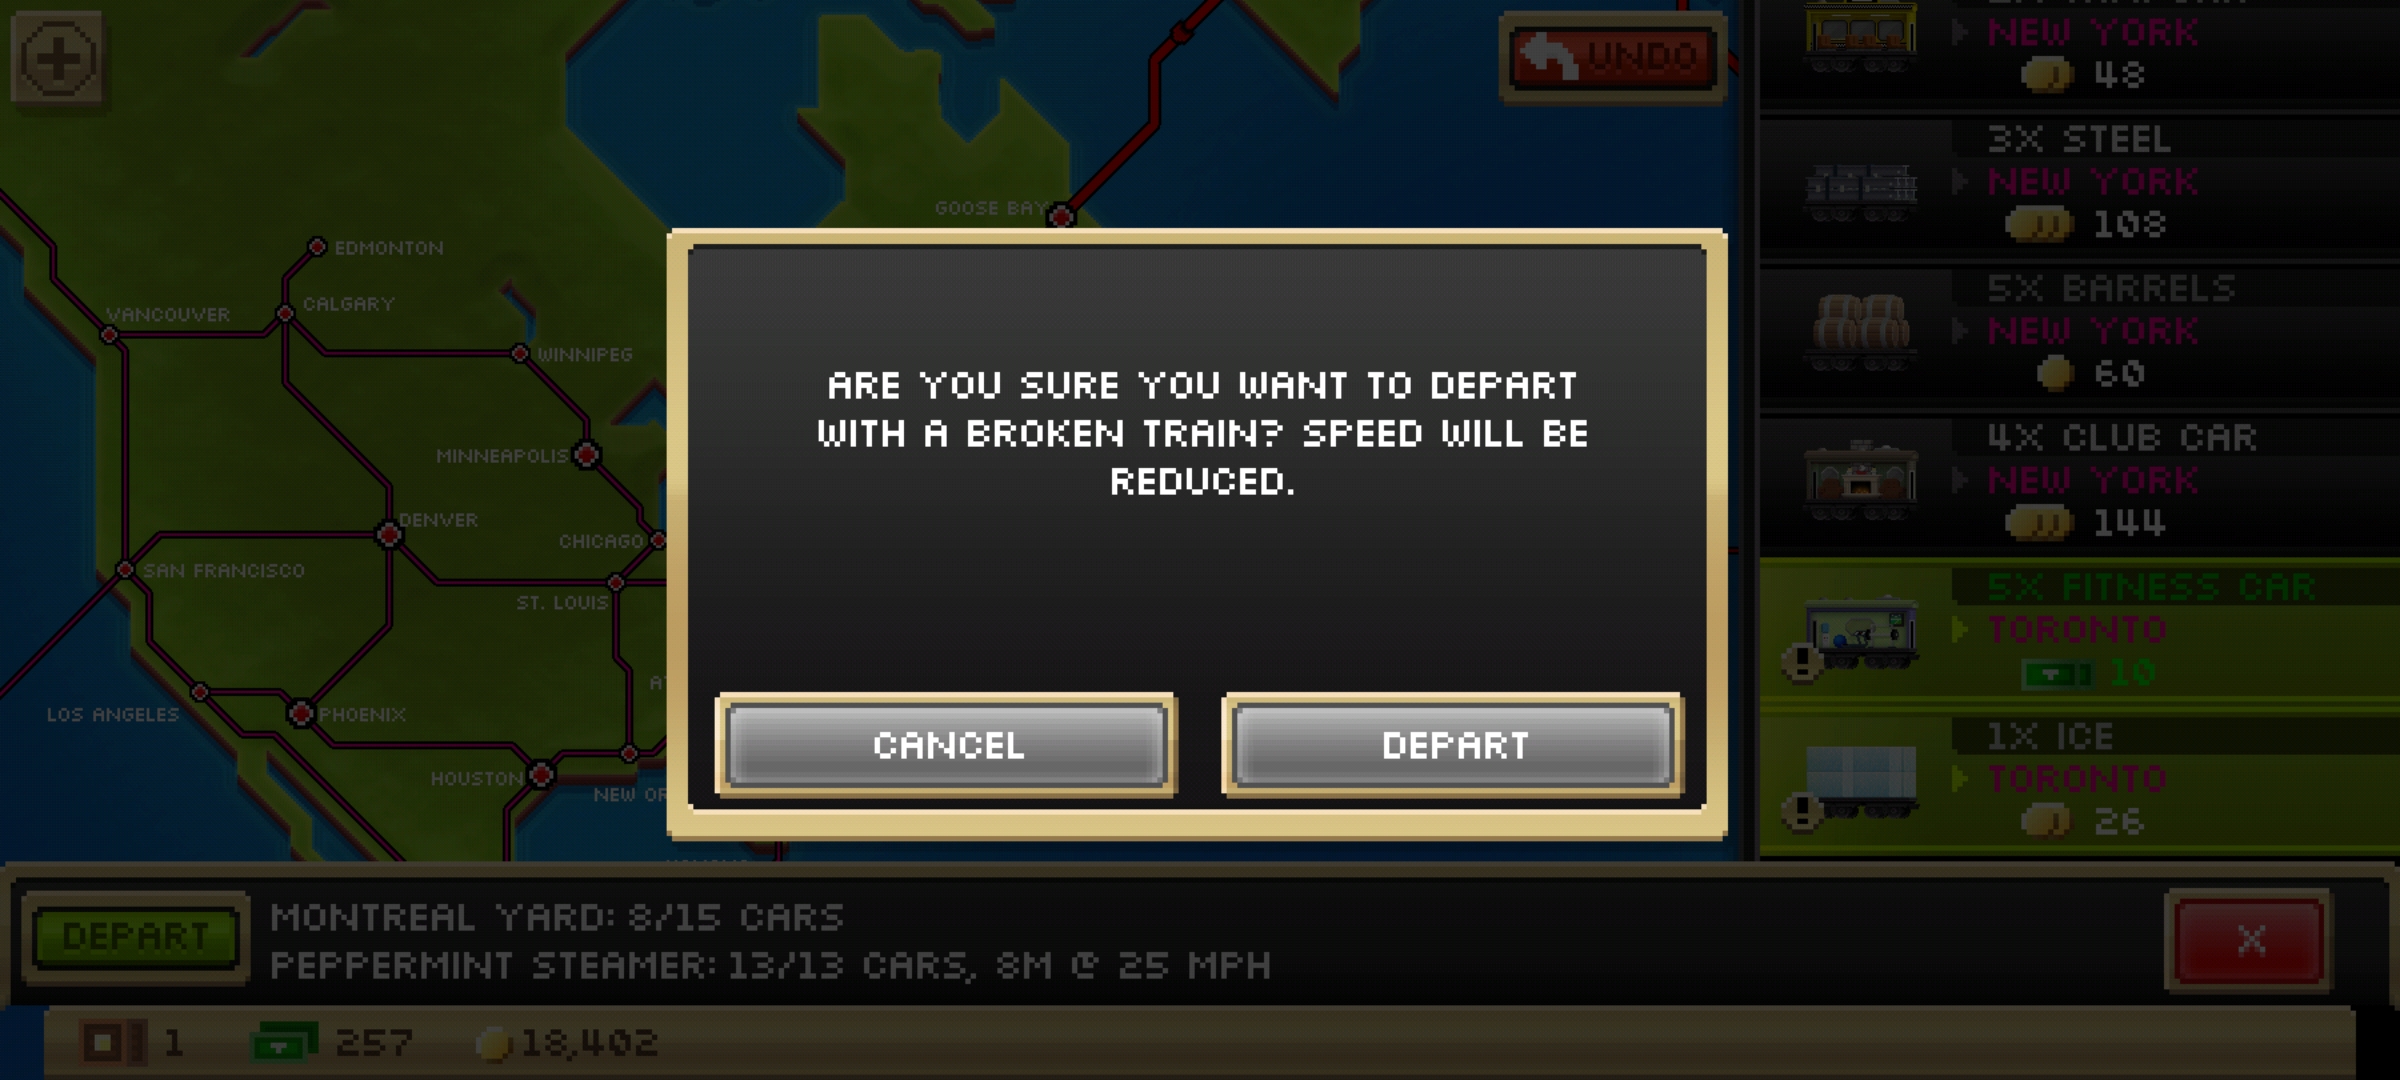 UNDO
NEW YORK
48
3X STEEL
NEW YORK
108
5X BARRELS
NEW YORK
60
4X CLUB CAR
NEW YORK
144
5X FITNESS CAR
TORONTO
10
1X ICE
TORONTO
26
GOOSE BAY
EDMONTON
CALGARY
VANCOUVER
WINNIPEG
MINNEAPOLIS
DENVER
CHICAGO
SAN FRANCISCO
ST. LOUIS
LOS ANGELES
PHOENIX
HOUSTON
NEW OR
ARE YOU SURE YOU WANT TO DEPART
WITH A BROKEN TRAIN? SPEED WILL BE
REDUCED.
CANCEL
DEPART
DEPART
MONTREAL YARD: 8/15 CARS
PEPPERMINT STEAMER: 13/13 CARS, 8M @ 25 MPH
X
1
257
18,402